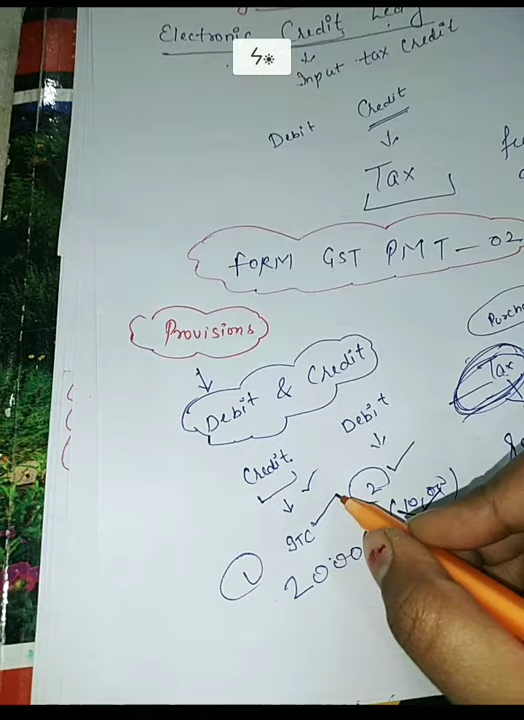 Electronic Credit
Input tax credit
Debit Credit
Tax
FORM GST PMT-02
Provisions
Tax
Debit & Credit
Debit
Credit
2
ITC
1